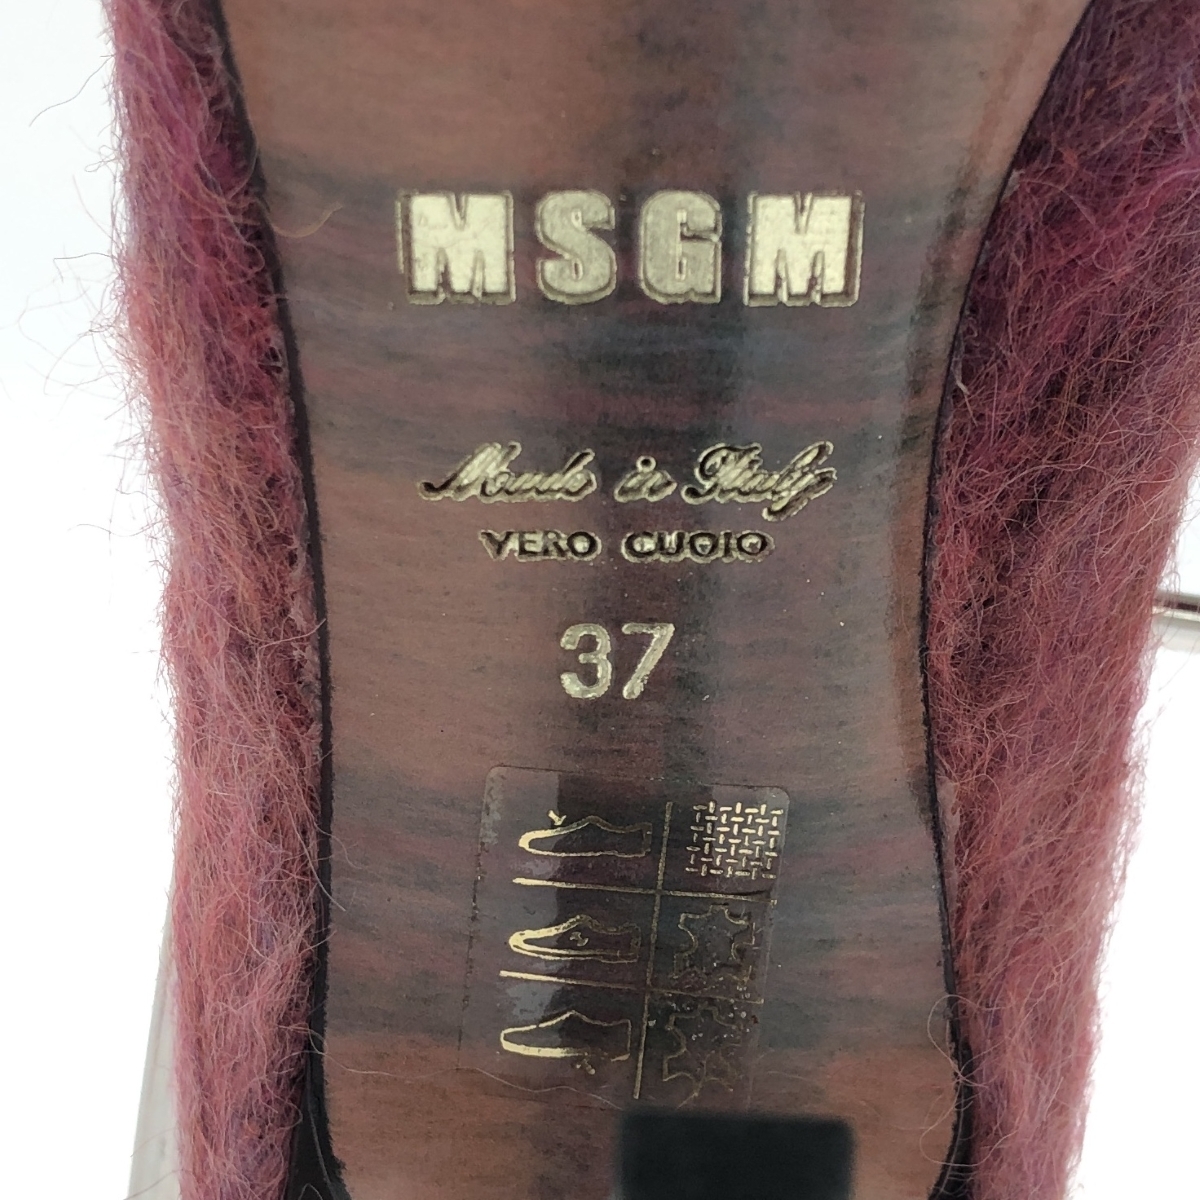 MSGM
Made in Italy
VERO CUOIO
37